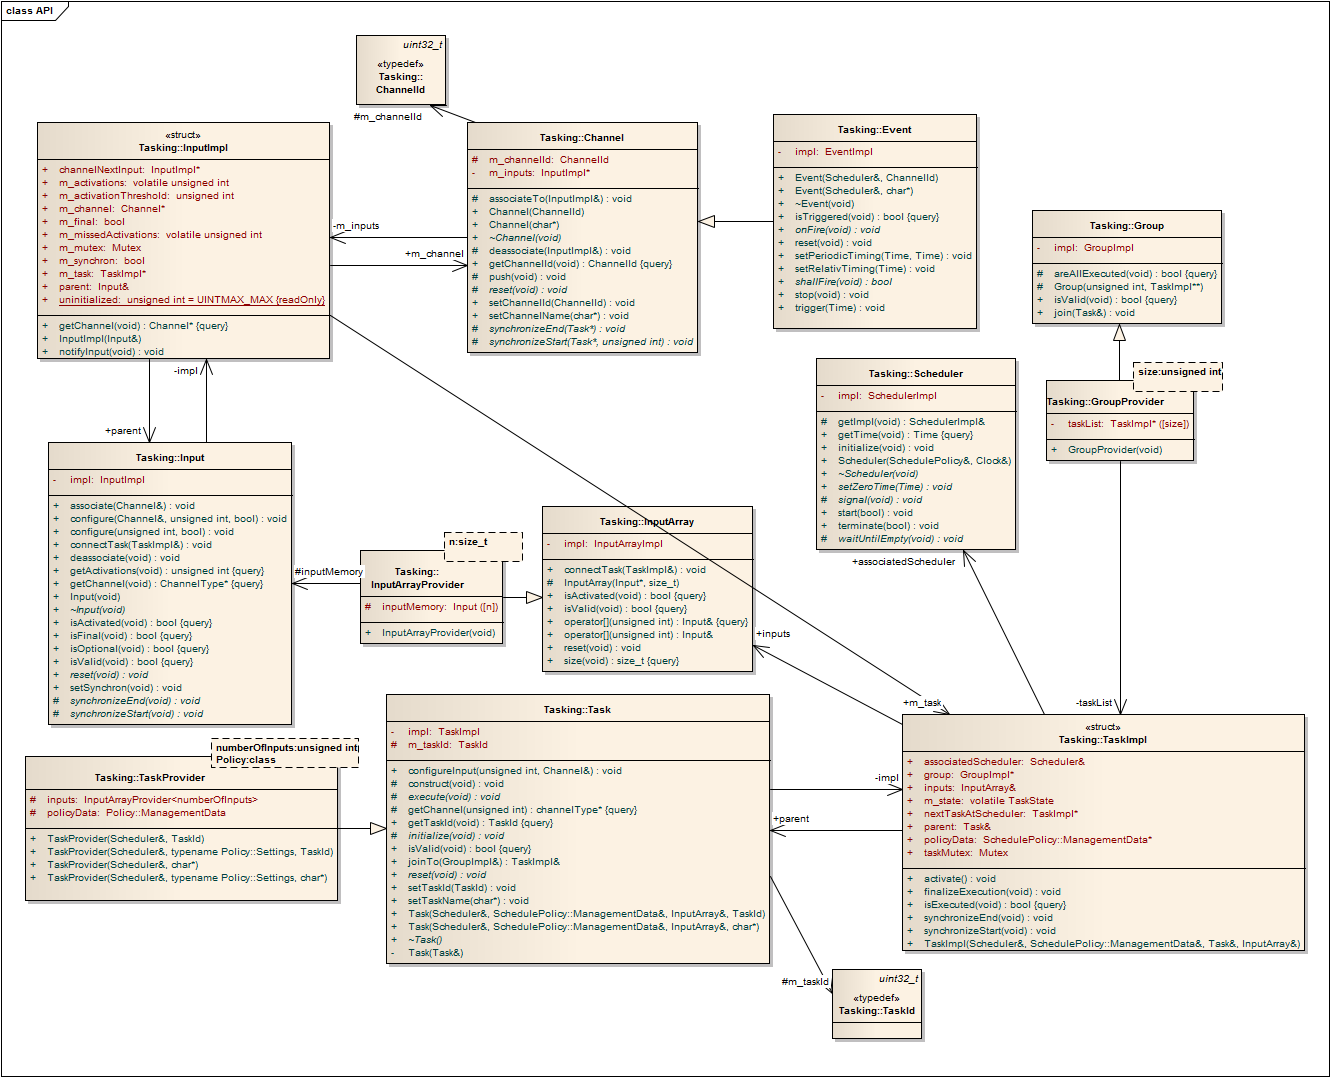 class API
uint32_t
«typedef»
Tasking::
ChannelId
#m_channelId
«struct»
Tasking::InputImpl
+ channelNextInput: InputImpl*
+ m_activations: volatile unsigned int
+ m_activationThreshold: unsigned int
+ m_channel: Channel*
+ m_final: bool
+ m_missedActivations: volatile unsigned int
+ m_mutex: Mutex
+ m_synchron: bool
+ m_task: TaskImpl*
+ parent: Input&
+ uninitialized: unsigned int = UINTMAX_MAX {readOnly}
+ getChannel(void) : Channel* {query}
+ InputImpl(Input&)
+ notifyInput(void) : void
-m_inputs
+m_channel
Tasking::Channel
# m_channelId: ChannelId
- m_inputs: InputImpl*
# associateTo(InputImpl&) : void
+ Channel(ChannelId)
+ Channel(char*)
+ ~Channel(void)
# deassociate(InputImpl&) : void
+ getChannelId(void) : ChannelId {query}
# push(void) : void
# reset(void) : void
+ setChannelId(ChannelId) : void
+ setChannelName(char*) : void
# synchronizeEnd(Task*) : void
# synchronizeStart(Task*, unsigned int) : void
Tasking::Event
- impl: EventImpl
+ Event(Scheduler&, ChannelId)
+ Event(Scheduler&, char*)
+ ~Event(void)
+ isTriggered(void) : bool {query}
+ onFire(void) : void
+ reset(void) : void
+ setPeriodicTiming(Time, Time) : void
+ setRelativTiming(Time) : void
+ shallFire(void) : bool
+ stop(void) : void
+ trigger(Time) : void
Tasking::Group
- impl: GroupImpl
# areAllExecuted(void) : bool {query}
# Group(unsigned int, TaskImpl**)
+ isValid(void) : bool {query}
+ join(Task&) : void
size:unsigned int
Tasking::GroupProvider
- taskList: TaskImpl* ([size])
+ GroupProvider(void)
Tasking::Scheduler
- impl: SchedulerImpl
# getImpl(void) : SchedulerImpl&
+ getTime(void) : Time {query}
+ initialize(void) : void
+ Scheduler(SchedulePolicy&, Clock&)
+ ~Scheduler(void)
+ setZeroTime(Time) : void
# signal(void) : void
+ start(bool) : void
+ terminate(bool) : void
# waitUntilEmpty(void) : void
+associatedScheduler
-impl
+parent
Tasking::Input
- impl: InputImpl
+ associate(Channel&) : void
+ configure(Channel&, unsigned int, bool) : void
+ configure(unsigned int, bool) : void
+ connectTask(TaskImpl&) : void
+ deassociate(void) : void
+ getActivations(void) : unsigned int {query}
+ getChannel(void) : ChannelType* {query}
+ Input(void)
+ ~Input(void)
+ isActivated(void) : bool {query}
+ isFinal(void) : bool {query}
+ isOptional(void) : bool {query}
+ isValid(void) : bool {query}
+ reset(void) : void
+ setSynchron(void) : void
# synchronizeEnd(void) : void
# synchronizeStart(void) : void
#inputMemory
n:size_t
Tasking::
InputArrayProvider
# inputMemory: Input ([n])
+ InputArrayProvider(void)
Tasking::InputArray
- impl: InputArrayImpl
+ connectTask(TaskImpl&) : void
# InputArray(Input*, size_t)
+ isActivated(void) : bool {query}
+ isValid(void) : bool {query}
+ operator[](unsigned int) : Input& {query}
+ operator[](unsigned int) : Input&
+ reset(void) : void
+ size(void) : size_t {query}
+inputs
+m_task
-taskList
numberOfInputs:unsigned int
Policy:class
Tasking::TaskProvider
# inputs: InputArrayProvider<numberOfInputs>
# policyData: Policy::ManagementData
+ TaskProvider(Scheduler&, TaskId)
+ TaskProvider(Scheduler&, typename Policy::Settings, TaskId)
+ TaskProvider(Scheduler&, char*)
+ TaskProvider(Scheduler&, typename Policy::Settings, char*)
Tasking::Task
- impl: TaskImpl
# m_taskId: TaskId
+ configureInput(unsigned int, Channel&) : void
# construct(void) : void
# execute(void) : void
# getChannel(unsigned int) : channelType* {query}
+ getTaskId(void) : TaskId {query}
# initialize(void) : void
+ isValid(void) : bool {query}
+ joinTo(GroupImpl&) : TaskImpl&
+ reset(void) : void
+ setTaskId(TaskId) : void
+ setTaskName(char*) : void
+ Task(Scheduler&, SchedulePolicy::ManagementData&, InputArray&, TaskId)
+ Task(Scheduler&, SchedulePolicy::ManagementData&, InputArray&, char*)
+ ~Task()
- Task(Task&)
-impl
+parent
«struct»
Tasking::TaskImpl
+ associatedScheduler: Scheduler&
+ group: GroupImpl*
+ inputs: InputArray&
+ m_state: volatile TaskState
+ nextTaskAtScheduler: TaskImpl*
+ parent: Task&
+ policyData: SchedulePolicy::ManagementData*
+ taskMutex: Mutex
+ activate() : void
+ finalizeExecution(void) : void
+ isExecuted(void) : bool {query}
+ synchronizeEnd(void) : void
+ synchronizeStart(void) : void
+ TaskImpl(Scheduler&, SchedulePolicy::ManagementData&, Task&, InputArray&)
#m_taskId
uint32_t
«typedef»
Tasking::TaskId